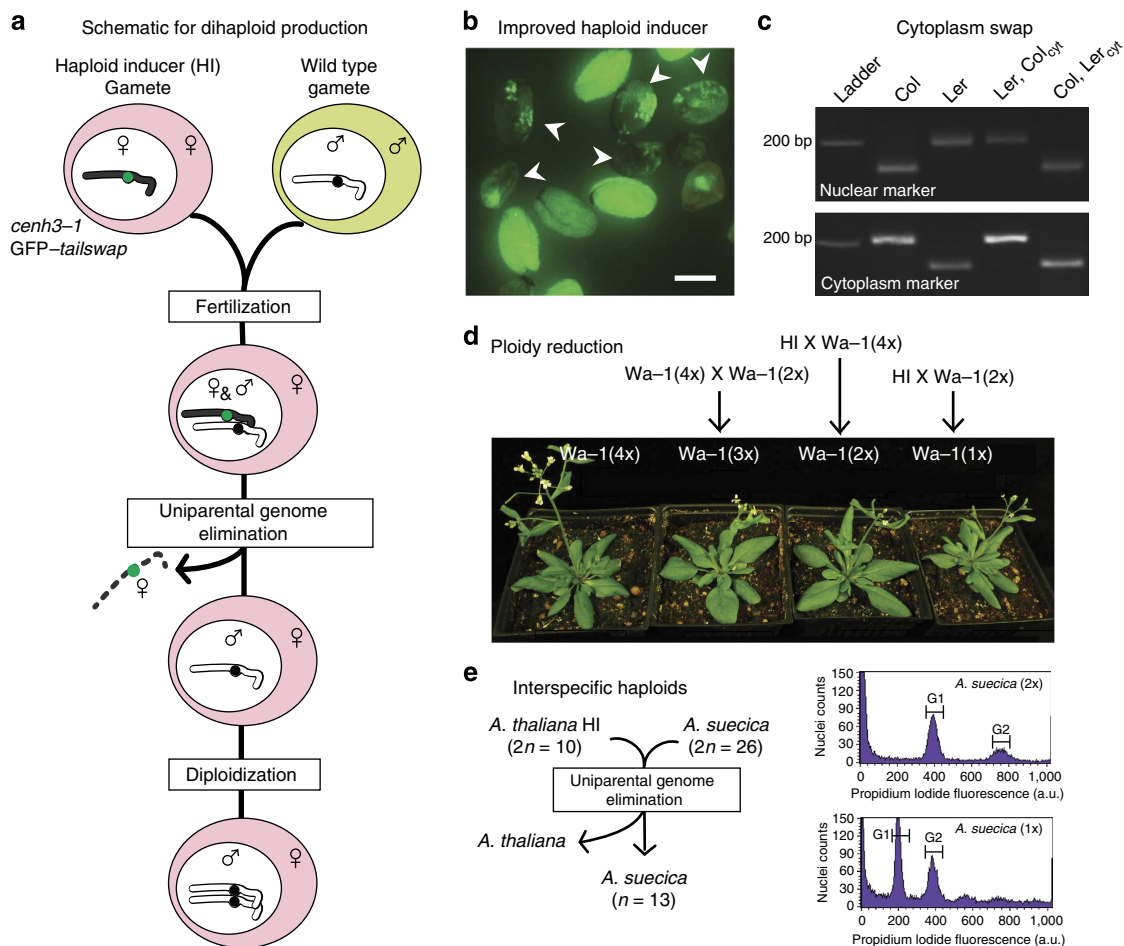 a
Schematic for dihaploid production
Haploid inducer (HI)
Gamete
Wild type
gamete
♀ ♀
♂ ♂
cenh3–1
GFP–tailswap
Fertilization
♀&♂ ♀
Uniparental genome
elimination
♀
♂ ♀
Diploidization
♂ ♀
b Improved haploid inducer
c Cytoplasm swap
Ladder
Col
Ler
Ler, Colcyt
Col, Lercyt
200 bp
Nuclear marker
200 bp
Cytoplasm marker
d Ploidy reduction
HI X Wa–1(4x)
Wa–1(4x) X Wa–1(2x)
HI X Wa–1(2x)
Wa–1(4x) Wa–1(3x) Wa–1(2x) Wa–1(1x)
e Interspecific haploids
A. thaliana HI
(2n = 10)
A. suecica
(2n = 26)
Uniparental genome
elimination
A. thaliana
A. suecica
(n = 13)
150
120
90
60
30
0
Nuclei counts
A. suecica (2x)
G1
G2
0 200 400 600 800 1,000
Propidium Iodide fluorescence (a.u.)
150
120
90
60
30
0
Nuclei counts
A. suecica (1x)
G1
G2
0 200 400 600 800 1,000
Propidium Iodide fluorescence (a.u.)